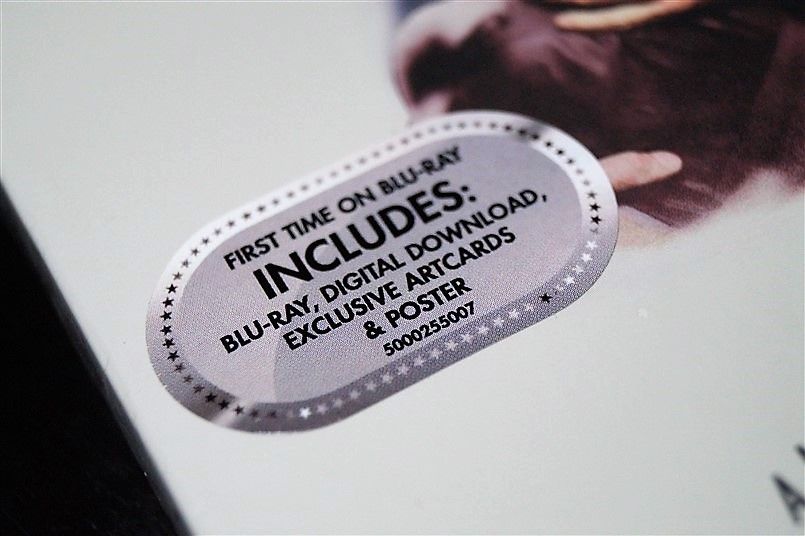 FIRST TIME ON BLU-RAY
INCLUDES:
BLU-RAY, DIGITAL DOWNLOAD,
EXCLUSIVE ARTCARDS
& POSTER
5000255007